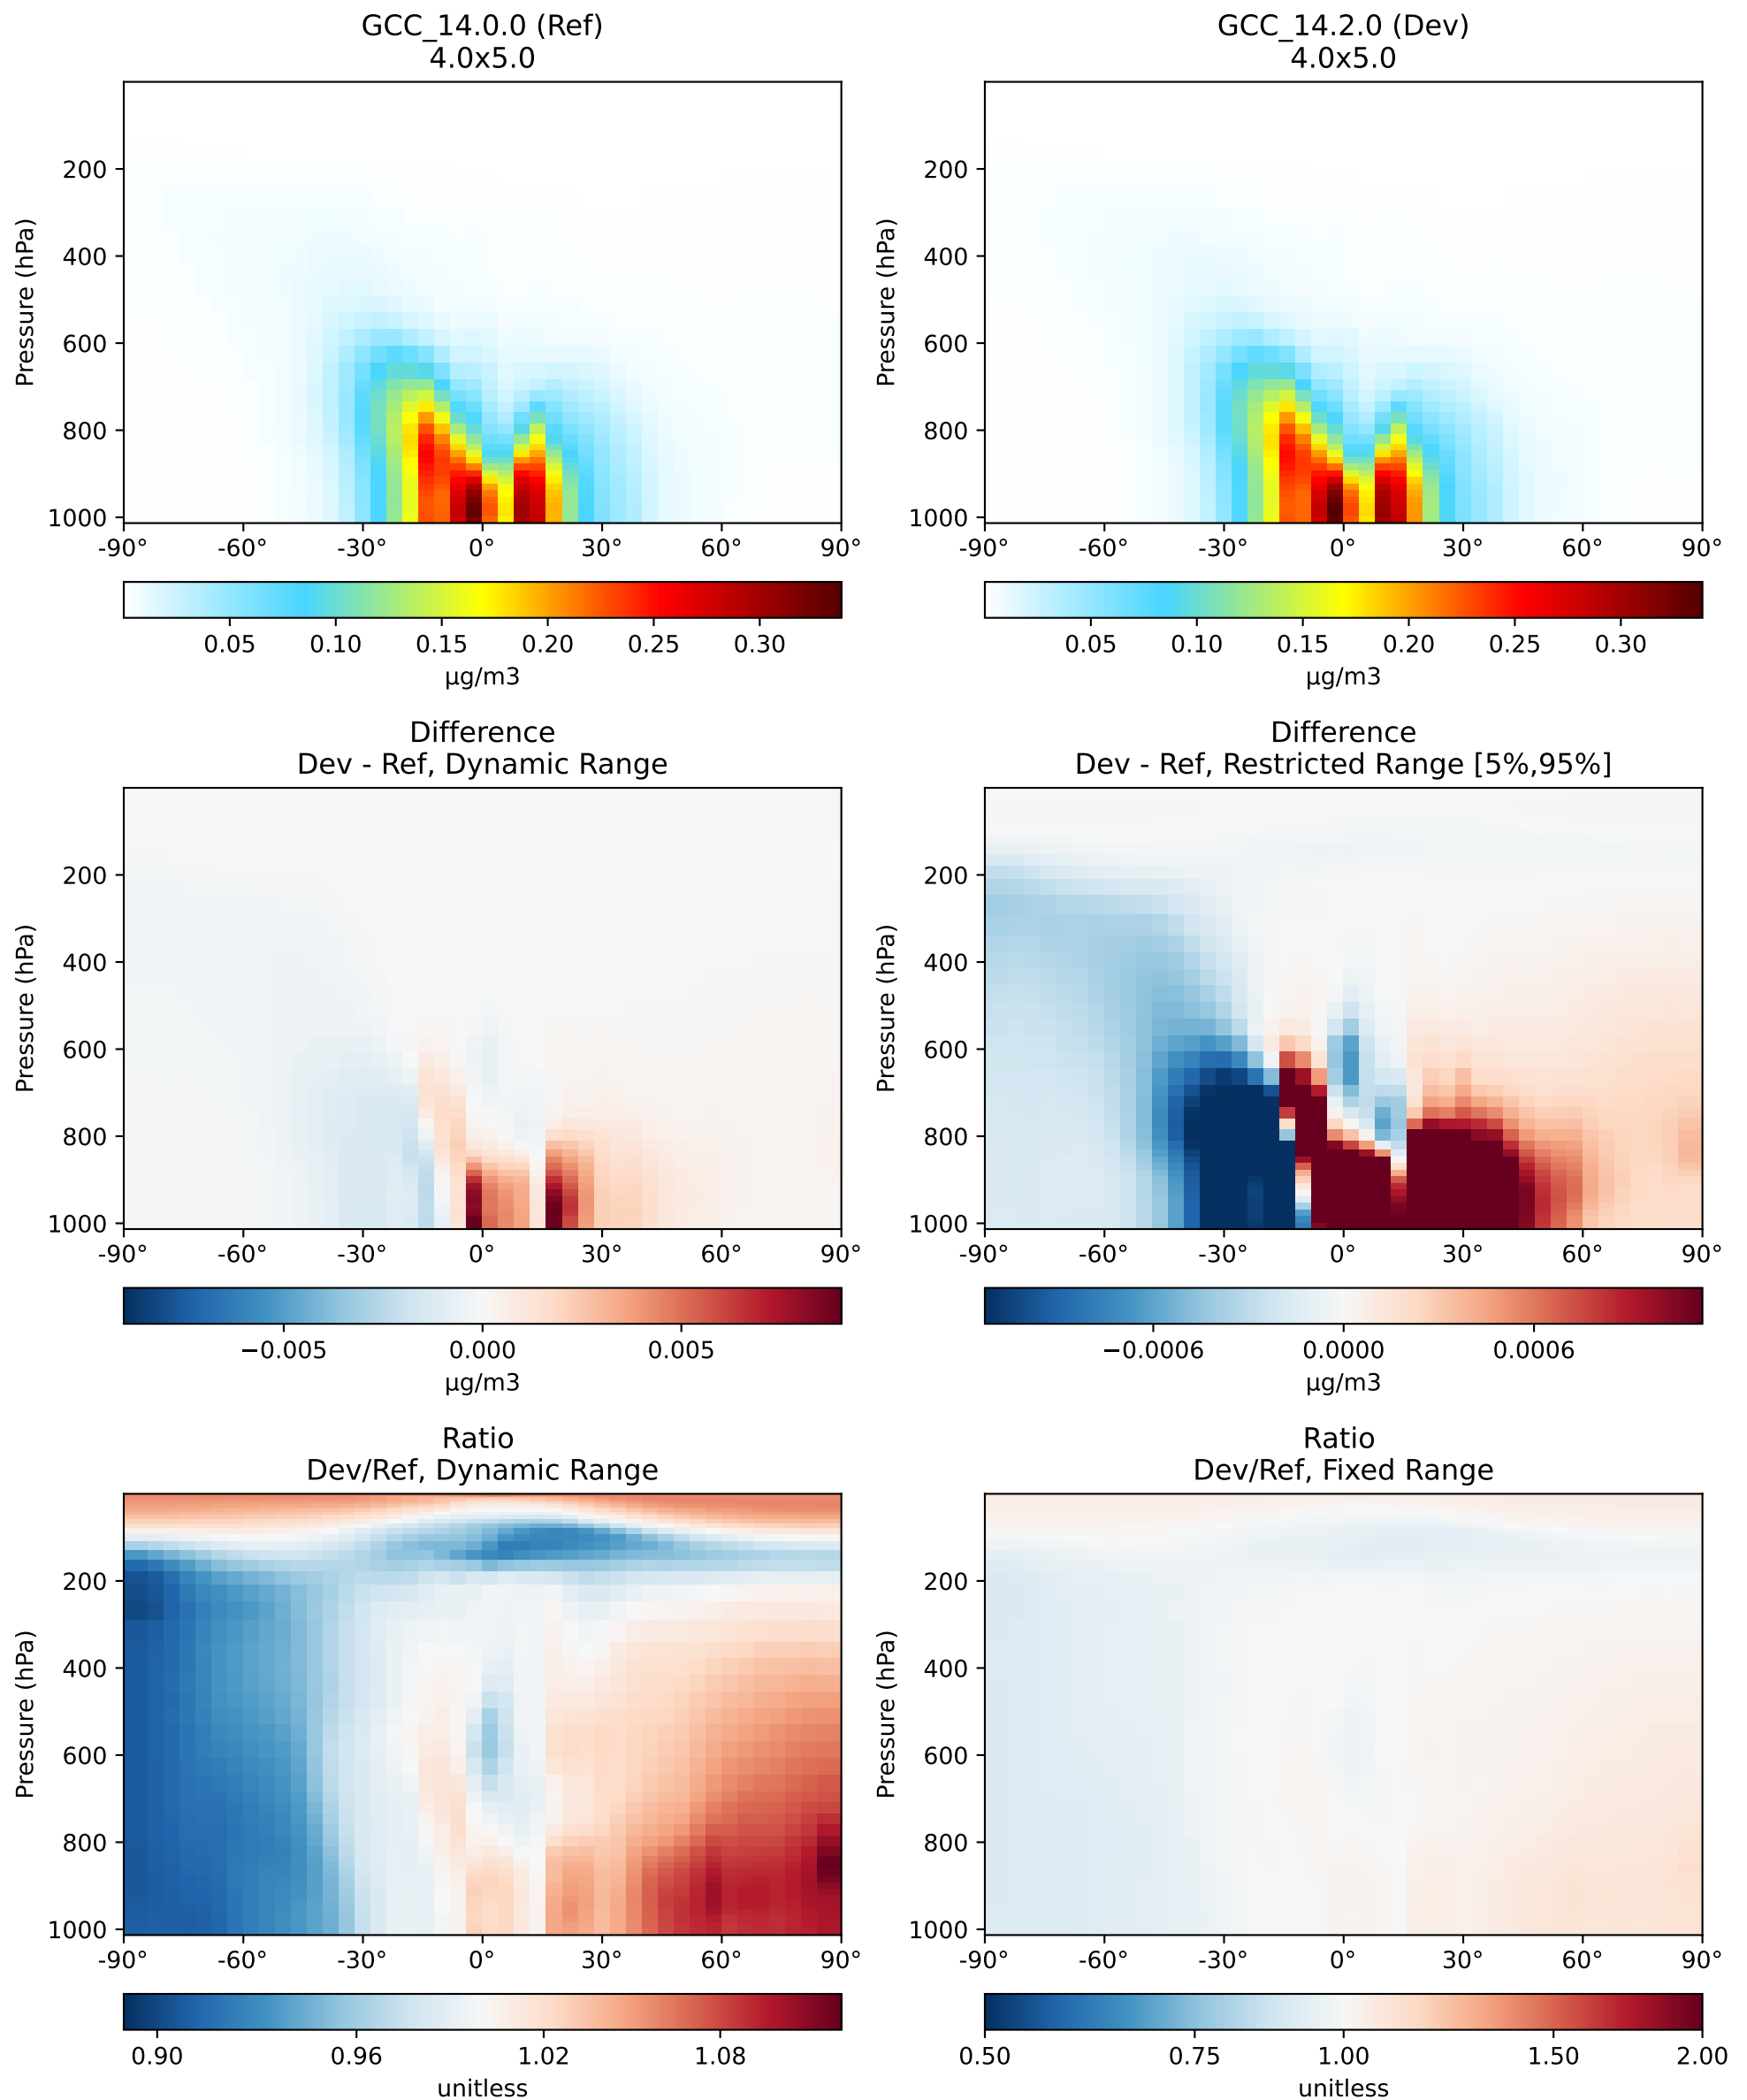 GCC_14.0.0 (Ref)
4.0x5.0
Pressure (hPa)
200
400
600
800
1000
-90° -60° -30° 0° 30° 60° 90°
0.05 0.10 0.15 0.20 0.25 0.30
μg/m3
GCC_14.2.0 (Dev)
4.0x5.0
Pressure (hPa)
200
400
600
800
1000
-90° -60° -30° 0° 30° 60° 90°
0.05 0.10 0.15 0.20 0.25 0.30
μg/m3
Difference
Dev - Ref, Dynamic Range
Pressure (hPa)
200
400
600
800
1000
-90° -60° -30° 0° 30° 60° 90°
−0.005 0.000 0.005
μg/m3
Difference
Dev - Ref, Restricted Range [5%,95%]
Pressure (hPa)
200
400
600
800
1000
-90° -60° -30° 0° 30° 60° 90°
−0.0006 0.0000 0.0006
μg/m3
Ratio
Dev/Ref, Dynamic Range
Pressure (hPa)
200
400
600
800
1000
-90° -60° -30° 0° 30° 60° 90°
0.90 0.96 1.02 1.08
unitless
Ratio
Dev/Ref, Fixed Range
Pressure (hPa)
200
400
600
800
1000
-90° -60° -30° 0° 30° 60° 90°
0.50 0.75 1.00 1.50 2.00
unitless